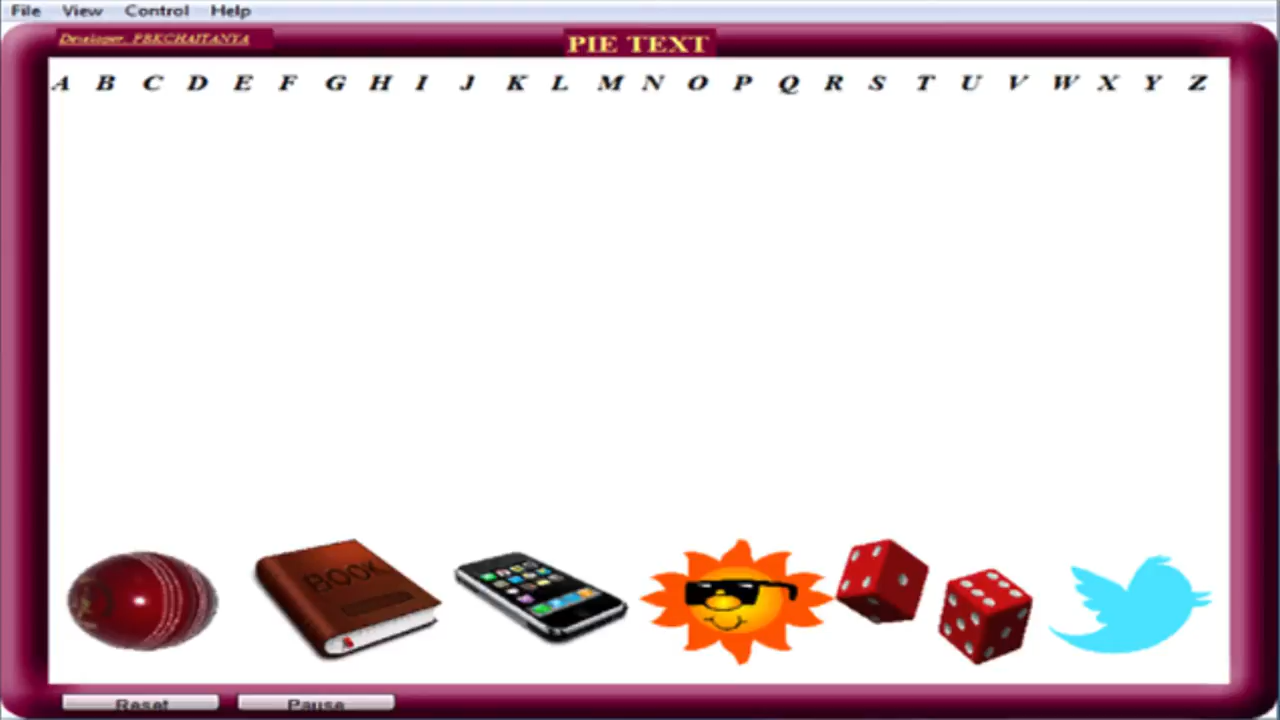 File View Control Help
Developer. PBKCHAITANYA
PIE TEXT
A B C D E F G H I J K L M N O P Q R S T U V W X Y Z
BOOK
Reset Pause